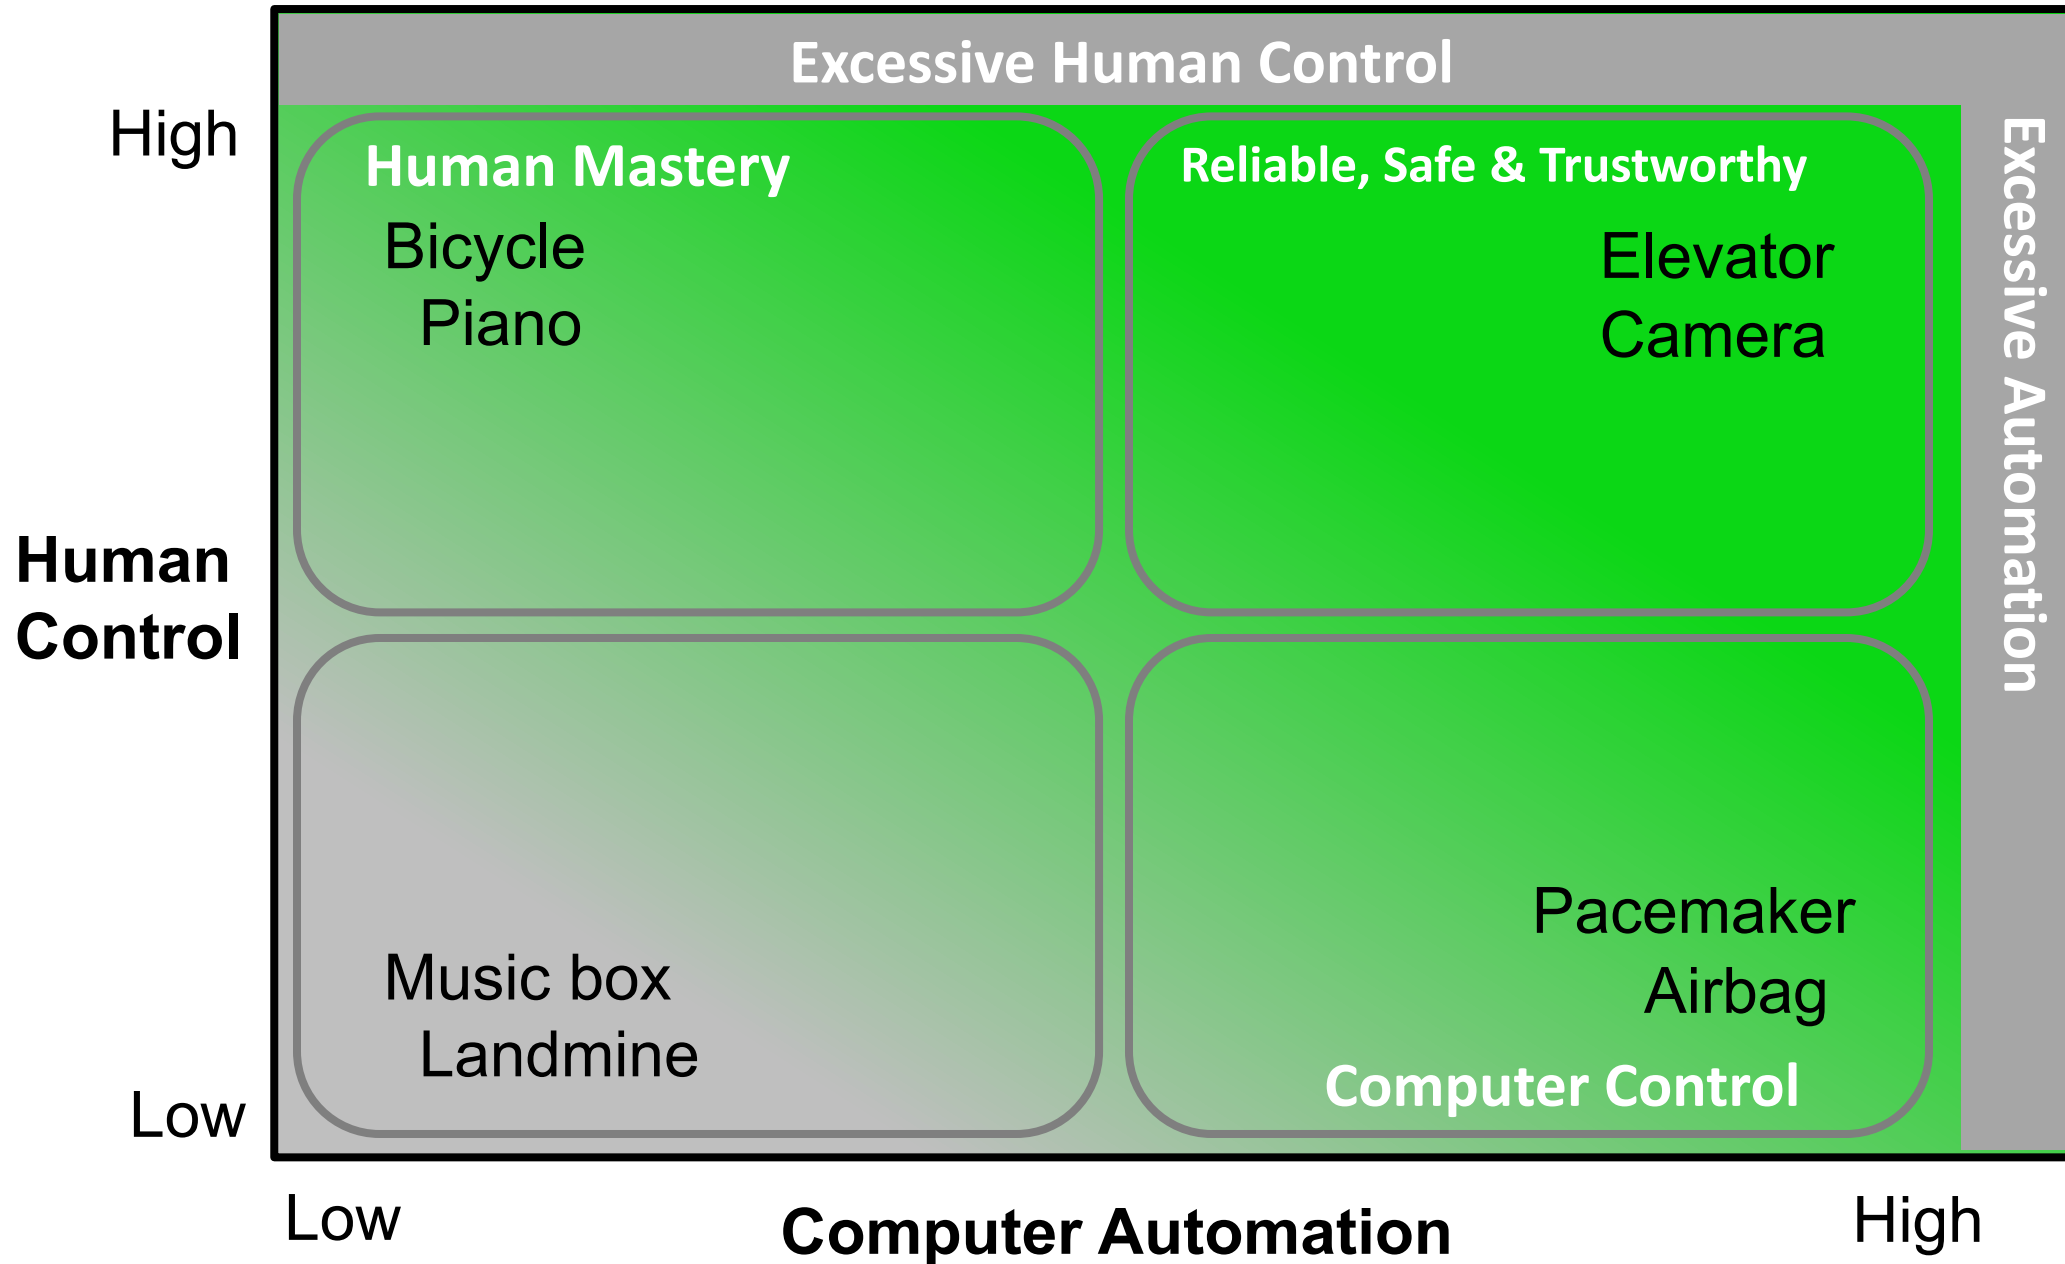 Excessive Human Control
High
Human Mastery
Bicycle
Piano
Reliable, Safe & Trustworthy
Elevator
Camera
Excessive Automation
Human
Control
Music box
Landmine
Pacemaker
Airbag
Computer Control
Low
Low
Computer Automation
High